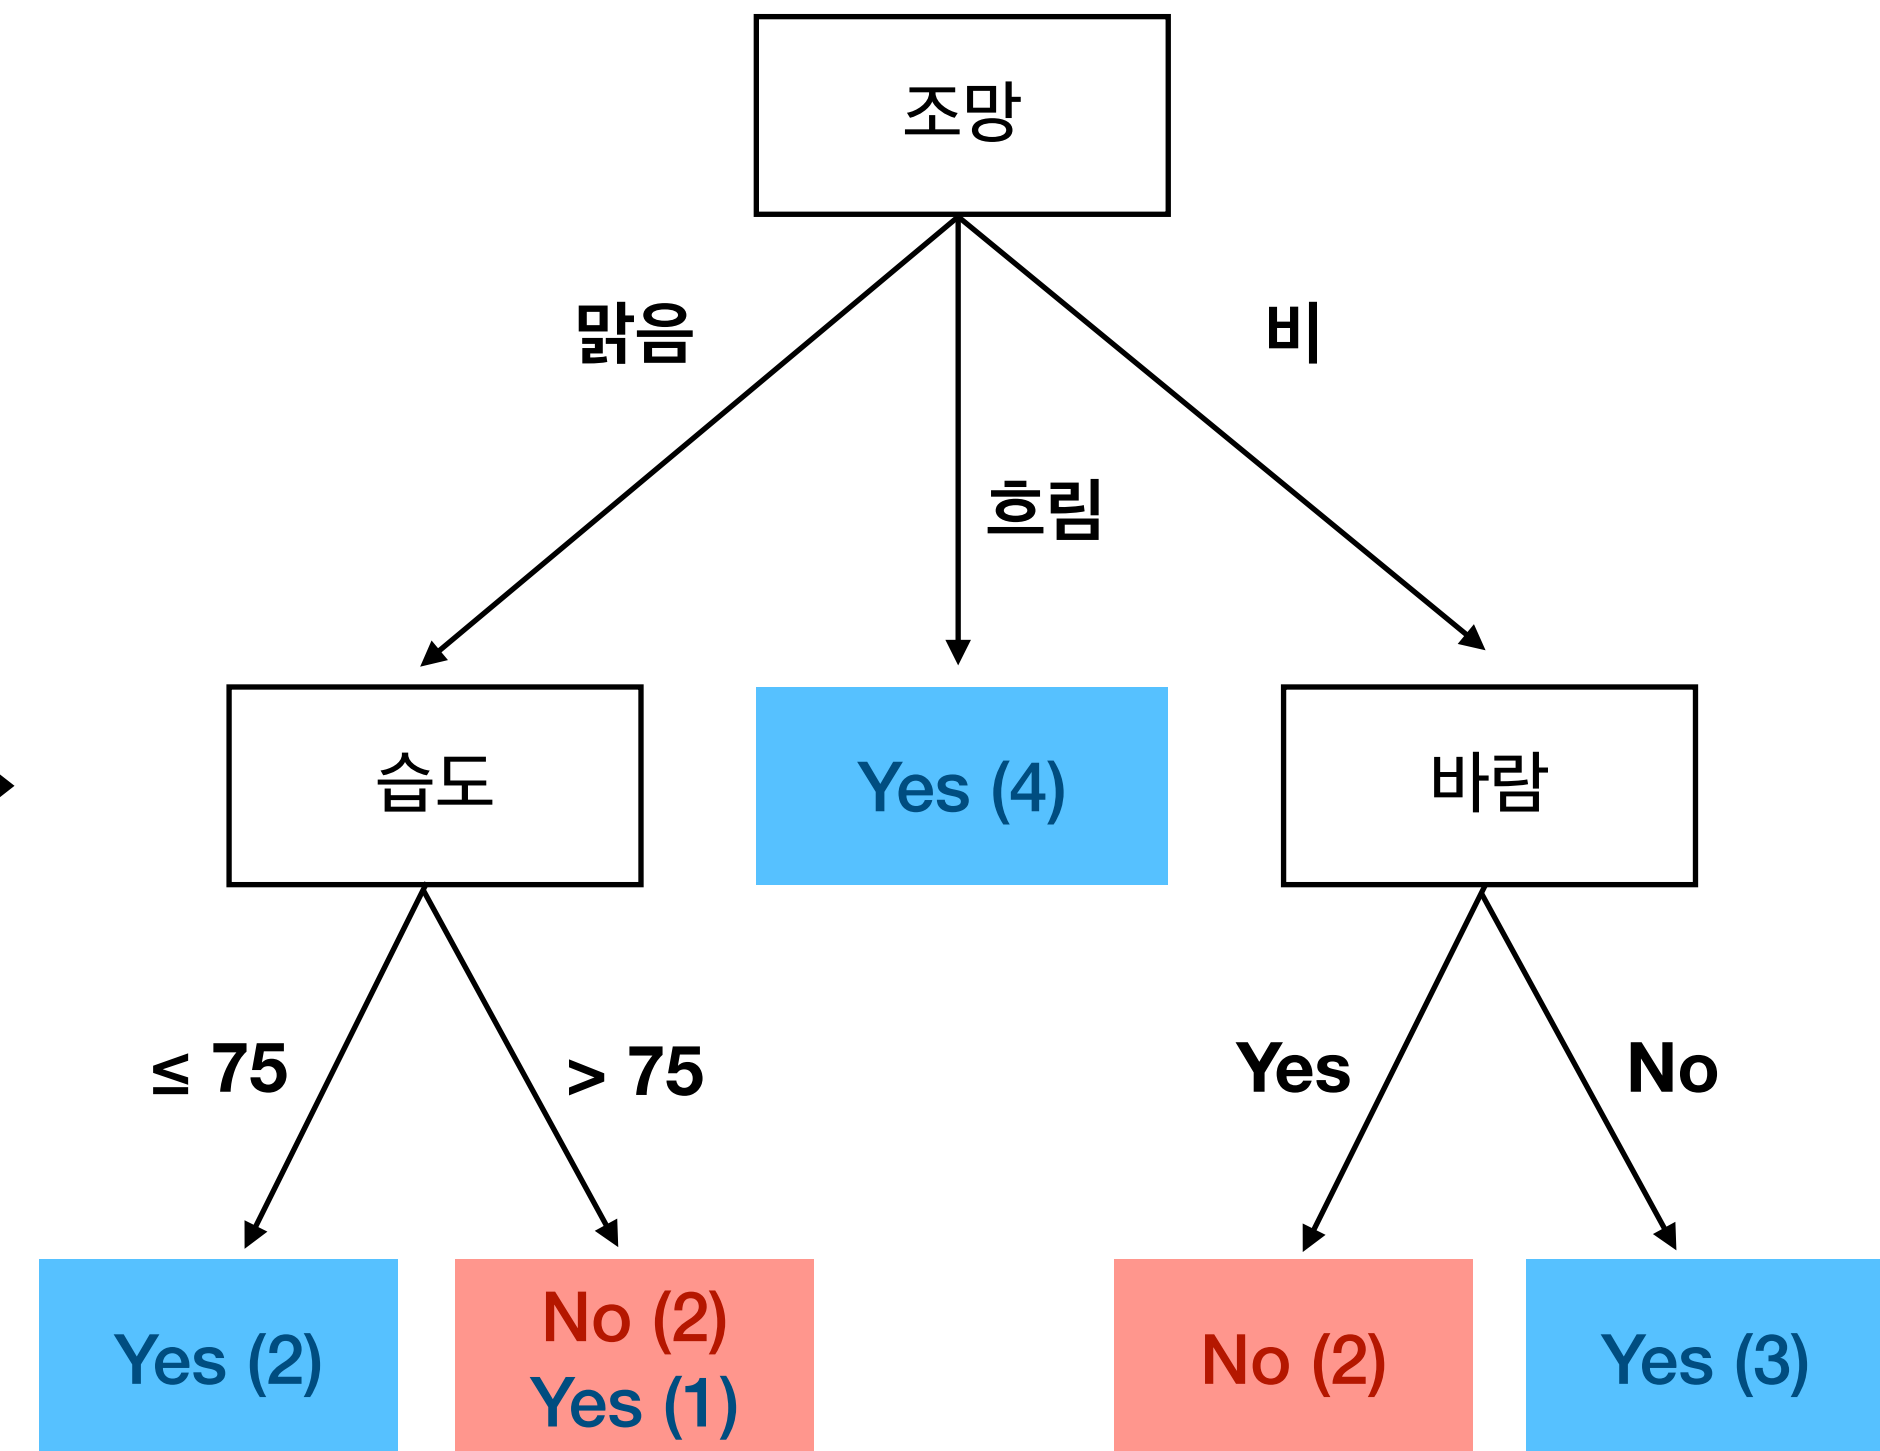 조망
맑음
비
흐림
습도
Yes (4)
바람
≤ 75
> 75
Yes
No
Yes (2)
No (2)
Yes (1)
No (2)
Yes (3)